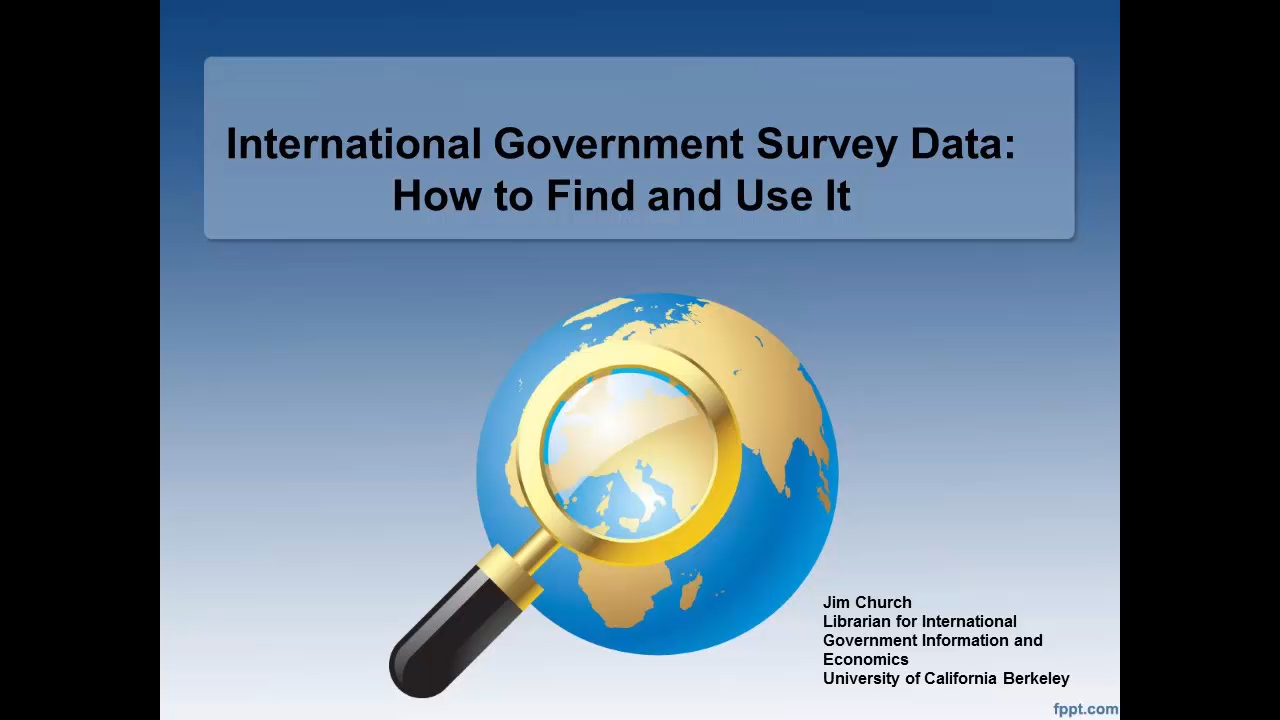 International Government Survey Data:
How to Find and Use It
Jim Church
Librarian for International
Government Information and
Economics
University of California Berkeley
fppt.com